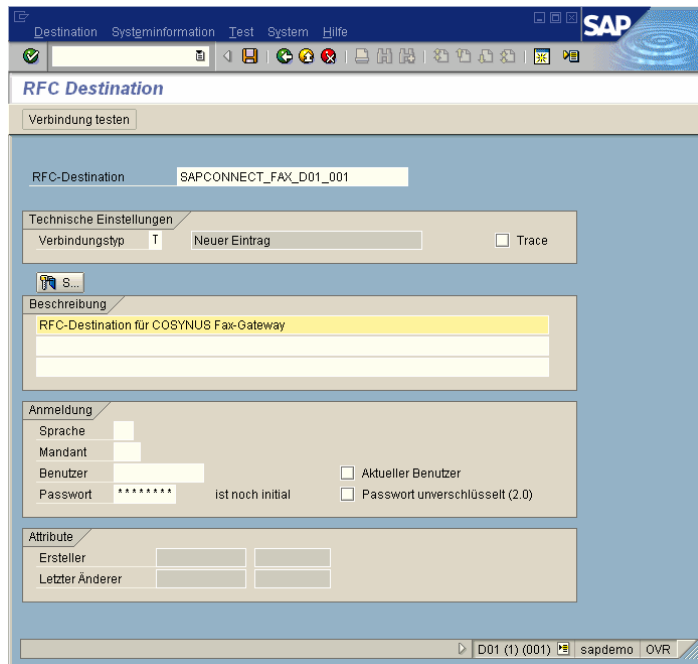 Destination Systeminformation Test System Hilfe
SAP
RFC Destination
Verbindung testen
RFC-Destination SAPCONNECT_FAX_D01_001
Technische Einstellungen
Verbindungstyp T Neuer Eintrag Trace
S...
Beschreibung
RFC-Destination für COSYNUS Fax-Gateway
Anmeldung
Sprache
Mandant
Benutzer Aktueller Benutzer
Passwort ******** ist noch initial Passwort unverschlüsselt (2.0)
Attribute
Ersteller
Letzter Änderer
D01 (1) (001) sapdemo OVR